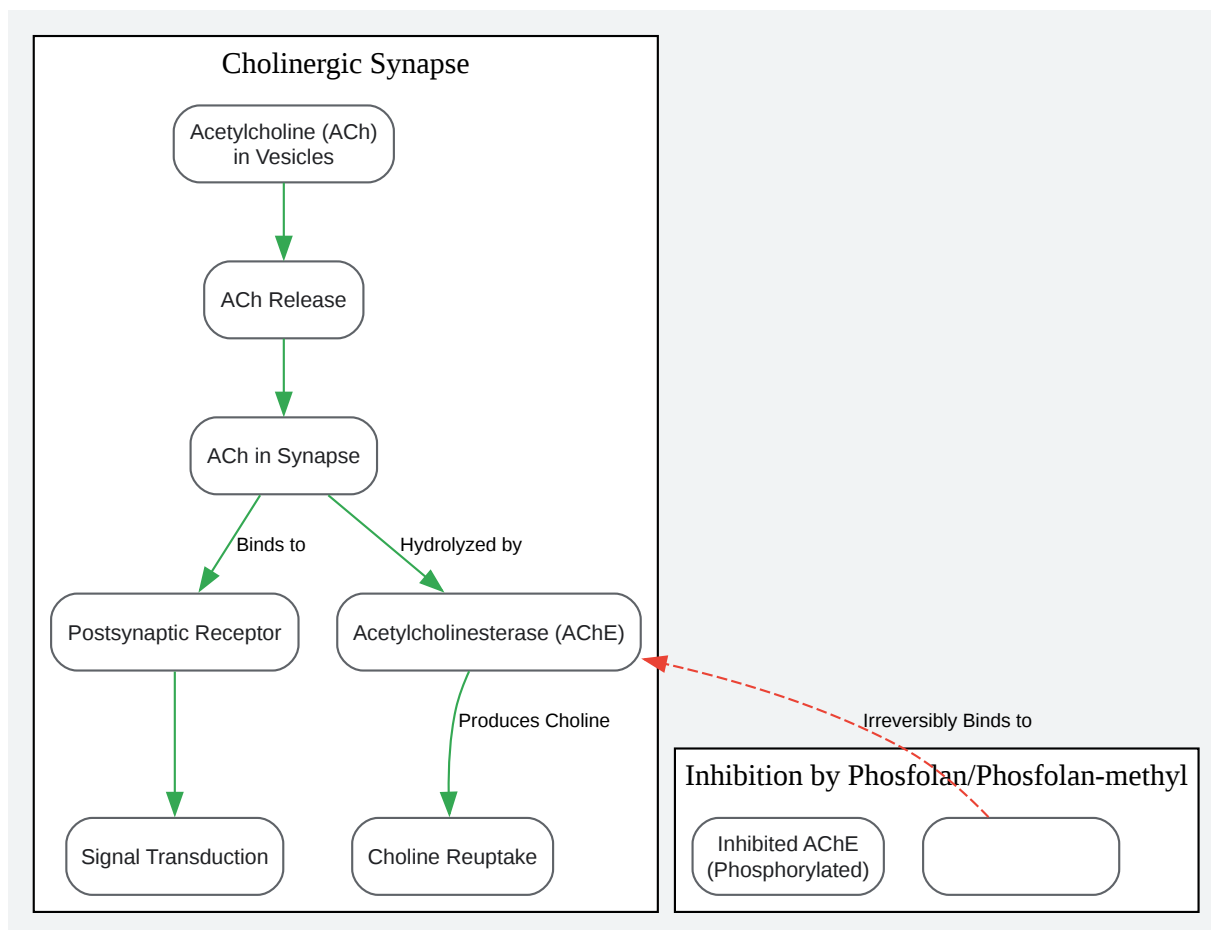 Cholinergic Synapse
Acetylcholine (ACh)
in Vesicles
ACh Release
ACh in Synapse
Binds to
Hydrolyzed by
Postsynaptic Receptor
Acetylcholinesterase (AChE)
Produces Choline
Irreversibly Binds to
Inhibition by Phosfolan/Phosfolan-methyl
Signal Transduction
Choline Reuptake
Inhibited AChE
(Phosphorylated)